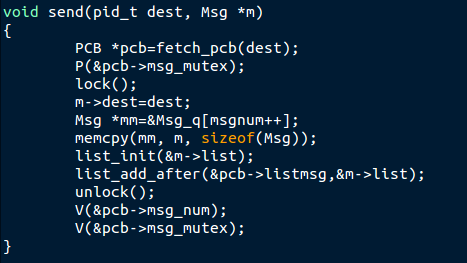 void send(pid_t dest, Msg *m)
{
        PCB *pcb=fetch_pcb(dest);
        P(&pcb->msg_mutex);
        lock();
        m->dest=dest;
        Msg *mm=&Msg_q[msgnum++];
        memcpy(mm, m, sizeof(Msg));
        list_init(&m->list);
        list_add_after(&pcb->listmsg,&m->list);
        unlock();
        V(&pcb->msg_num);
        V(&pcb->msg_mutex);
}